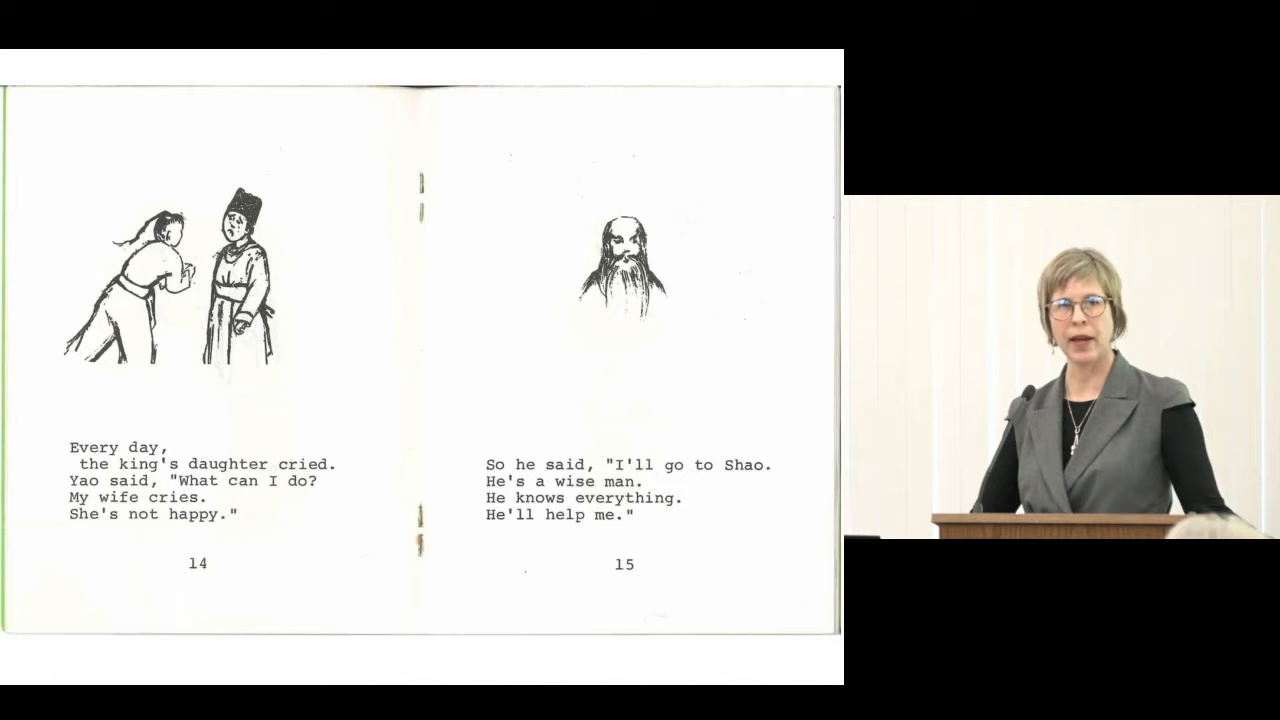 Every day,
the king's daughter cried.
Yao said, "What can I do?
My wife cries.
She's not happy."
14
So he said, "I'll go to Shao.
He's a wise man.
He knows everything.
He'll help me."
15